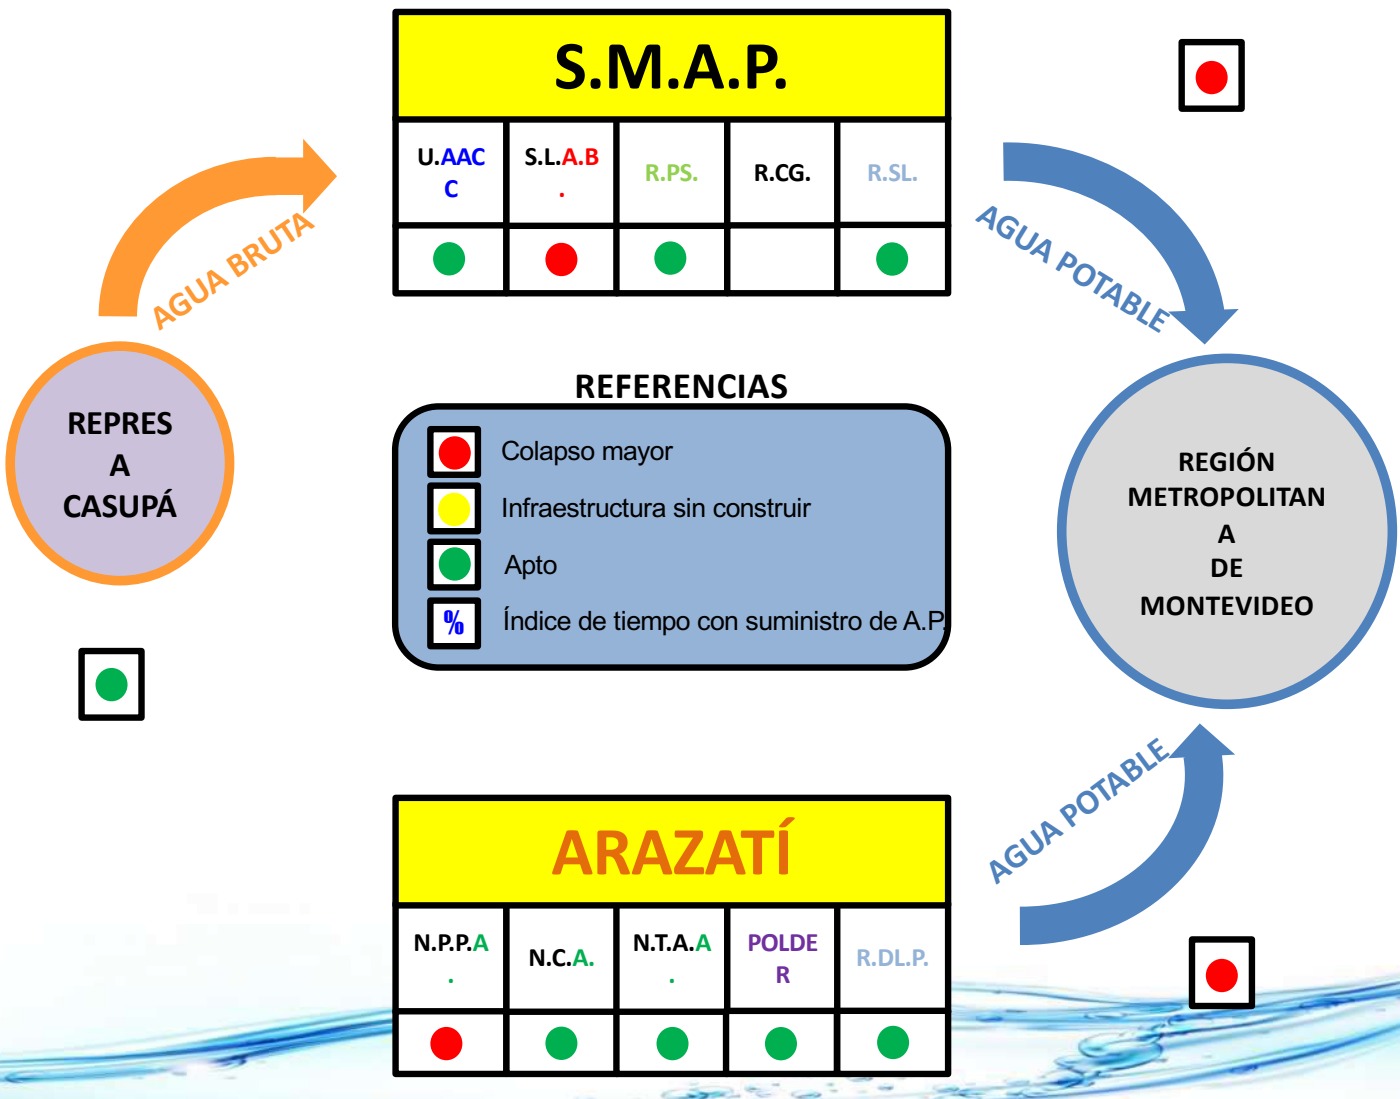 S.M.A.P.
U.AAC
C
S.L.A.B
.
R.PS.
R.CG.
R.SL.
AGUA BRUTA
AGUA POTABLE
REPRES
A
CASUPÁ
REFERENCIAS
Colapso mayor
Infraestructura sin construir
Apto
% Índice de tiempo con suministro de A.P.
REGIÓN
METROPOLITAN
A
DE
MONTEVIDEO
AGUA POTABLE
ARAZATÍ
N.P.P.A
.
N.C.A.
N.T.A.A
.
POLDE
R
R.DL.P.